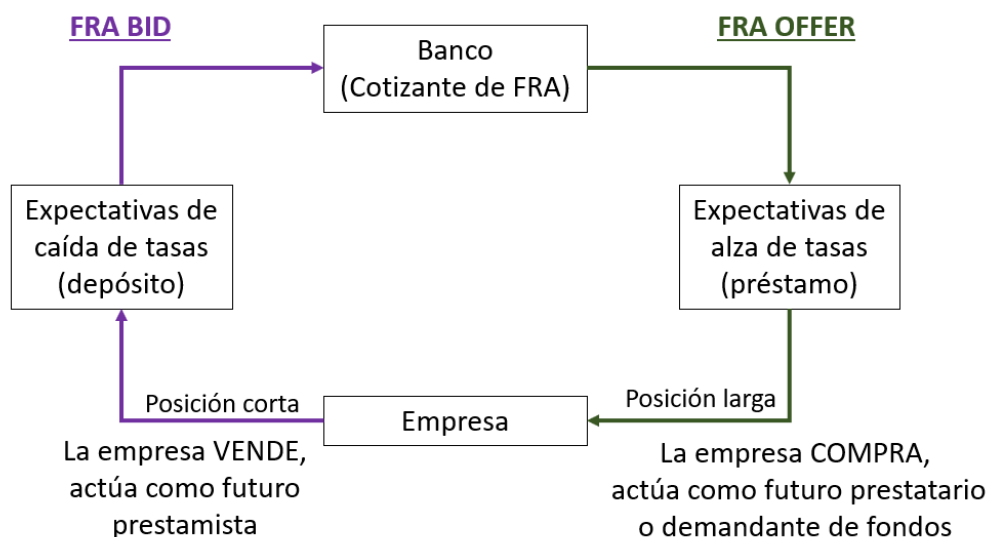 FRA BID
FRA OFFER
Banco
(Cotizante de FRA)
Expectativas de
caída de tasas
(depósito)
Expectativas de
alza de tasas
(préstamo)
Posición corta
Empresa
Posición larga
La empresa VENDE,
actúa como futuro
prestamista
La empresa COMPRA,
actúa como futuro prestatario
o demandante de fondos